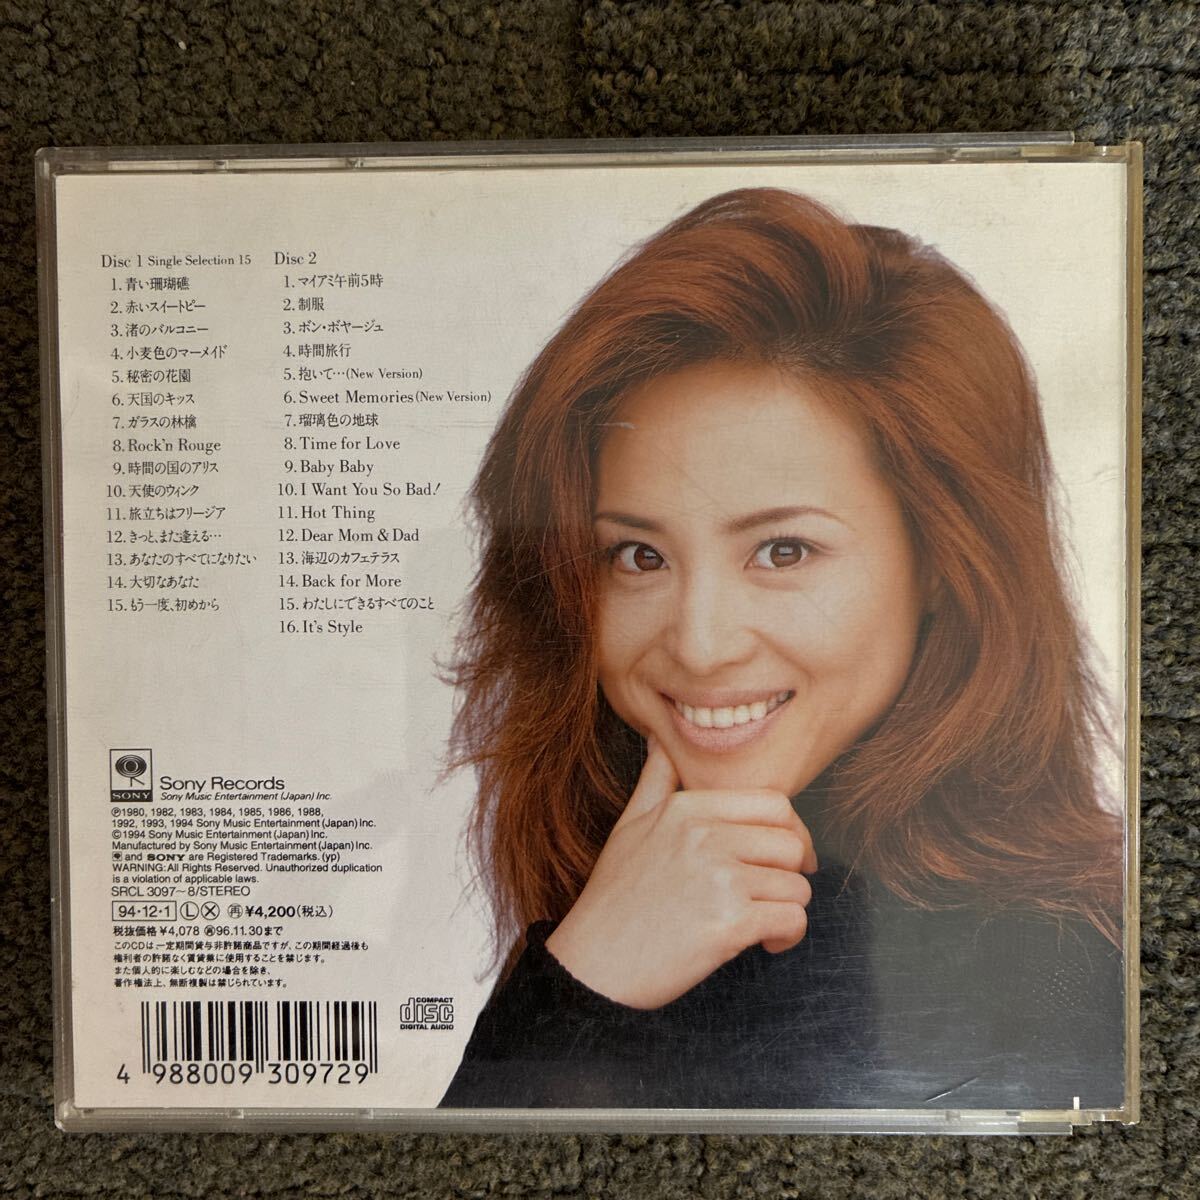 Disc 1 Single Selection 15
1. 青い珊瑚礁
2. 赤いスイートピー
3. 渚のバルコニー
4. 小麦色のマーメイド
5. 秘密の花園
6. 天国のキッス
7. ガラスの林檎
8. Rock'n Rouge
9. 時間の国のアリス
10. 天使のウィンク
11. 旅立ちはフリージア
12. きっと、また逢える…
13. あなたのすべてになりたい
14. 大切なあなた
15. もう一度、初めから
Disc 2
1. マイアミ午前5時
2. 制服
3. ボン・ボヤージュ
4. 時間旅行
5. 抱いて…(New Version)
6. Sweet Memories (New Version)
7. 瑠璃色の地球
8. Time for Love
9. Baby Baby
10. I Want You So Bad!
11. Hot Thing
12. Dear Mom & Dad
13. 海辺のカフェテラス
14. Back for More
15. わたしにできるすべてのこと
16. It's Style
SONY
Sony Records
Sony Music Entertainment (Japan) Inc.
℗1980, 1982, 1983, 1984, 1985, 1986, 1988,
1992, 1993, 1994 Sony Music Entertainment (Japan) Inc.
©1994 Sony Music Entertainment (Japan) Inc.
Manufactured by Sony Music Entertainment (Japan) Inc.
and SONY are Registered Trademarks. (yp)
WARNING: All Rights Reserved. Unauthorized duplication
is a violation of applicable laws.
SRCL 3097~8/STEREO
94・12・1 Ⓛ Ⓧ 再 ¥4,200(税込)
税抜価格 ¥4,078 再96.11.30まで
このCDは、一定期間貸与非許諾商品ですが、この期間経過後も
権利者の許諾なく賃貸業に使用することを禁じます。
また個人的に楽しむなどの場合を除き、
著作権法上、無断複製は禁じられています。
COMPACT
disc
DIGITAL AUDIO
4 988009 309729